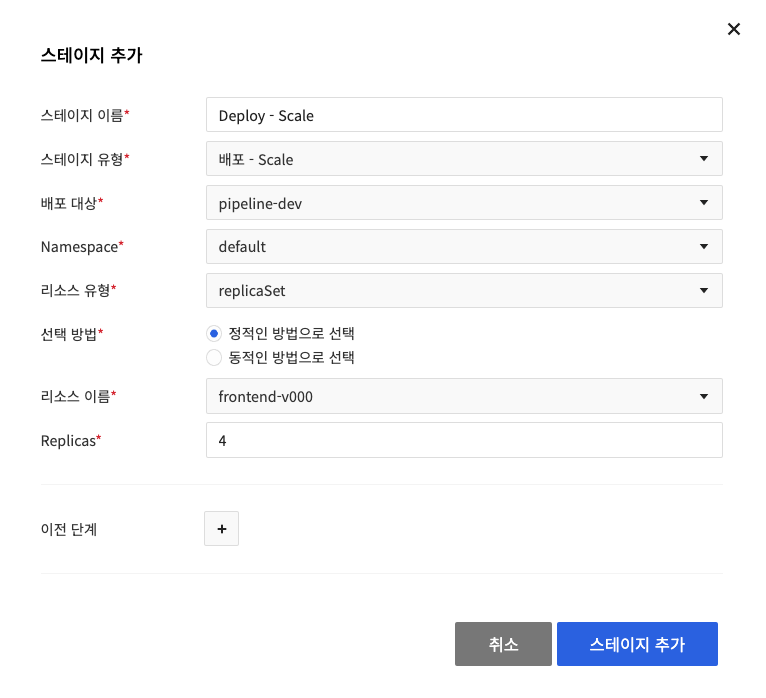 스테이지 추가
스테이지 이름* Deploy - Scale
스테이지 유형* 배포 - Scale
배포 대상* pipeline-dev
Namespace* default
리소스 유형* replicaSet
선택 방법* 정적인 방법으로 선택
동적인 방법으로 선택
리소스 이름* frontend-v000
Replicas* 4
이전 단계 +
취소 스테이지 추가